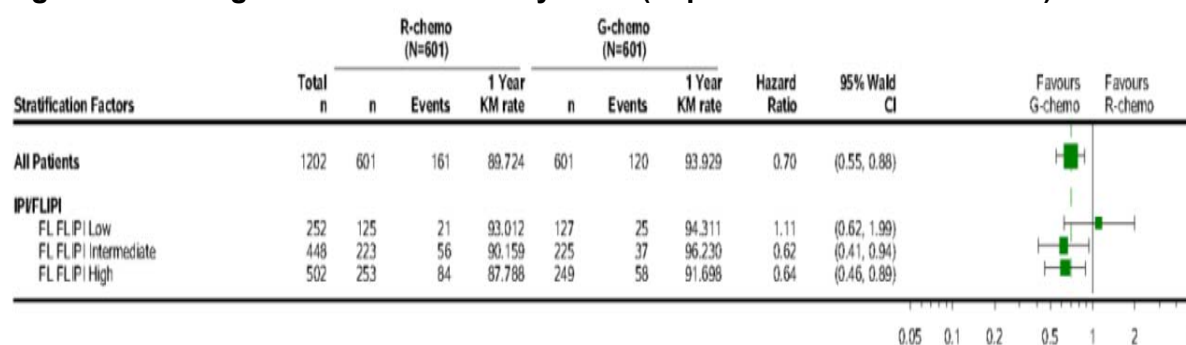 R-chemo G-chemo
(N=601) (N=601)
Total 1 Year 1 Year Hazard 95% Wald Favours Favours
Stratification Factors n n Events KM rate n Events KM rate Ratio CI G-chemo R-chemo
All Patients 1202 601 161 89.724 601 120 93.929 0.70 (0.55, 0.88)
IPI/FLIPI
FL FLIPI Low 252 125 21 93.012 127 25 94.311 1.11 (0.62, 1.99)
FL FLIPI Intermediate 448 223 56 90.159 225 37 96.230 0.62 (0.41, 0.94)
FL FLIPI High 502 253 84 87.788 249 58 91.698 0.64 (0.46, 0.89)
0.05 0.1 0.2 0.5 1 2